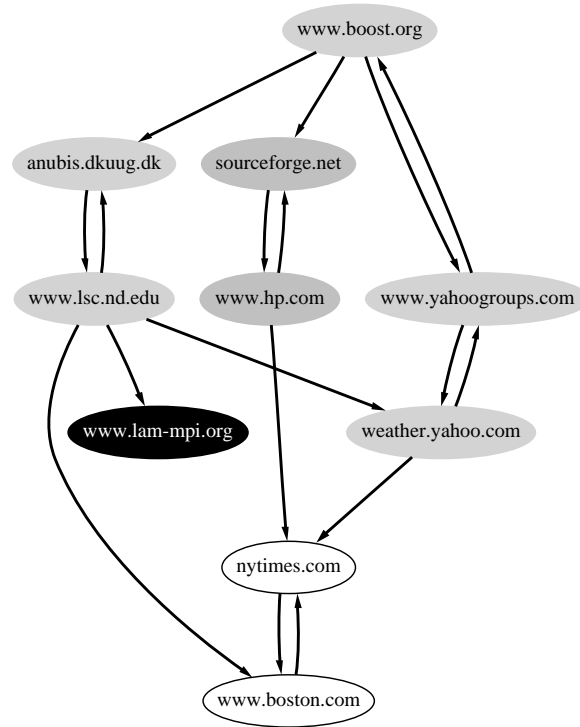 www.boost.org
anubis.dkuug.dk
sourceforge.net
www.lsc.nd.edu
www.hp.com
www.yahoogroups.com
www.lam-mpi.org
weather.yahoo.com
nytimes.com
www.boston.com